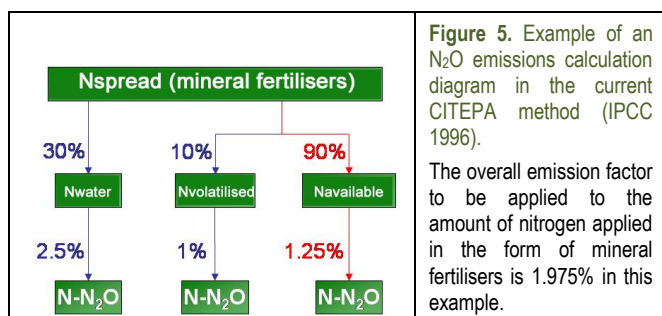 Nspread (mineral fertilisers)
30%
10%
90%
Nwater
Nvolatilised
Navailable
2.5%
1%
1.25%
N-N₂O
N-N₂O
N-N₂O
Figure 5. Example of an
N₂O emissions calculation
diagram in the current
CITEPA method (IPCC
1996).
The overall emission factor
to be applied to the
amount of nitrogen applied
in the form of mineral
fertilisers is 1.975% in this
example.